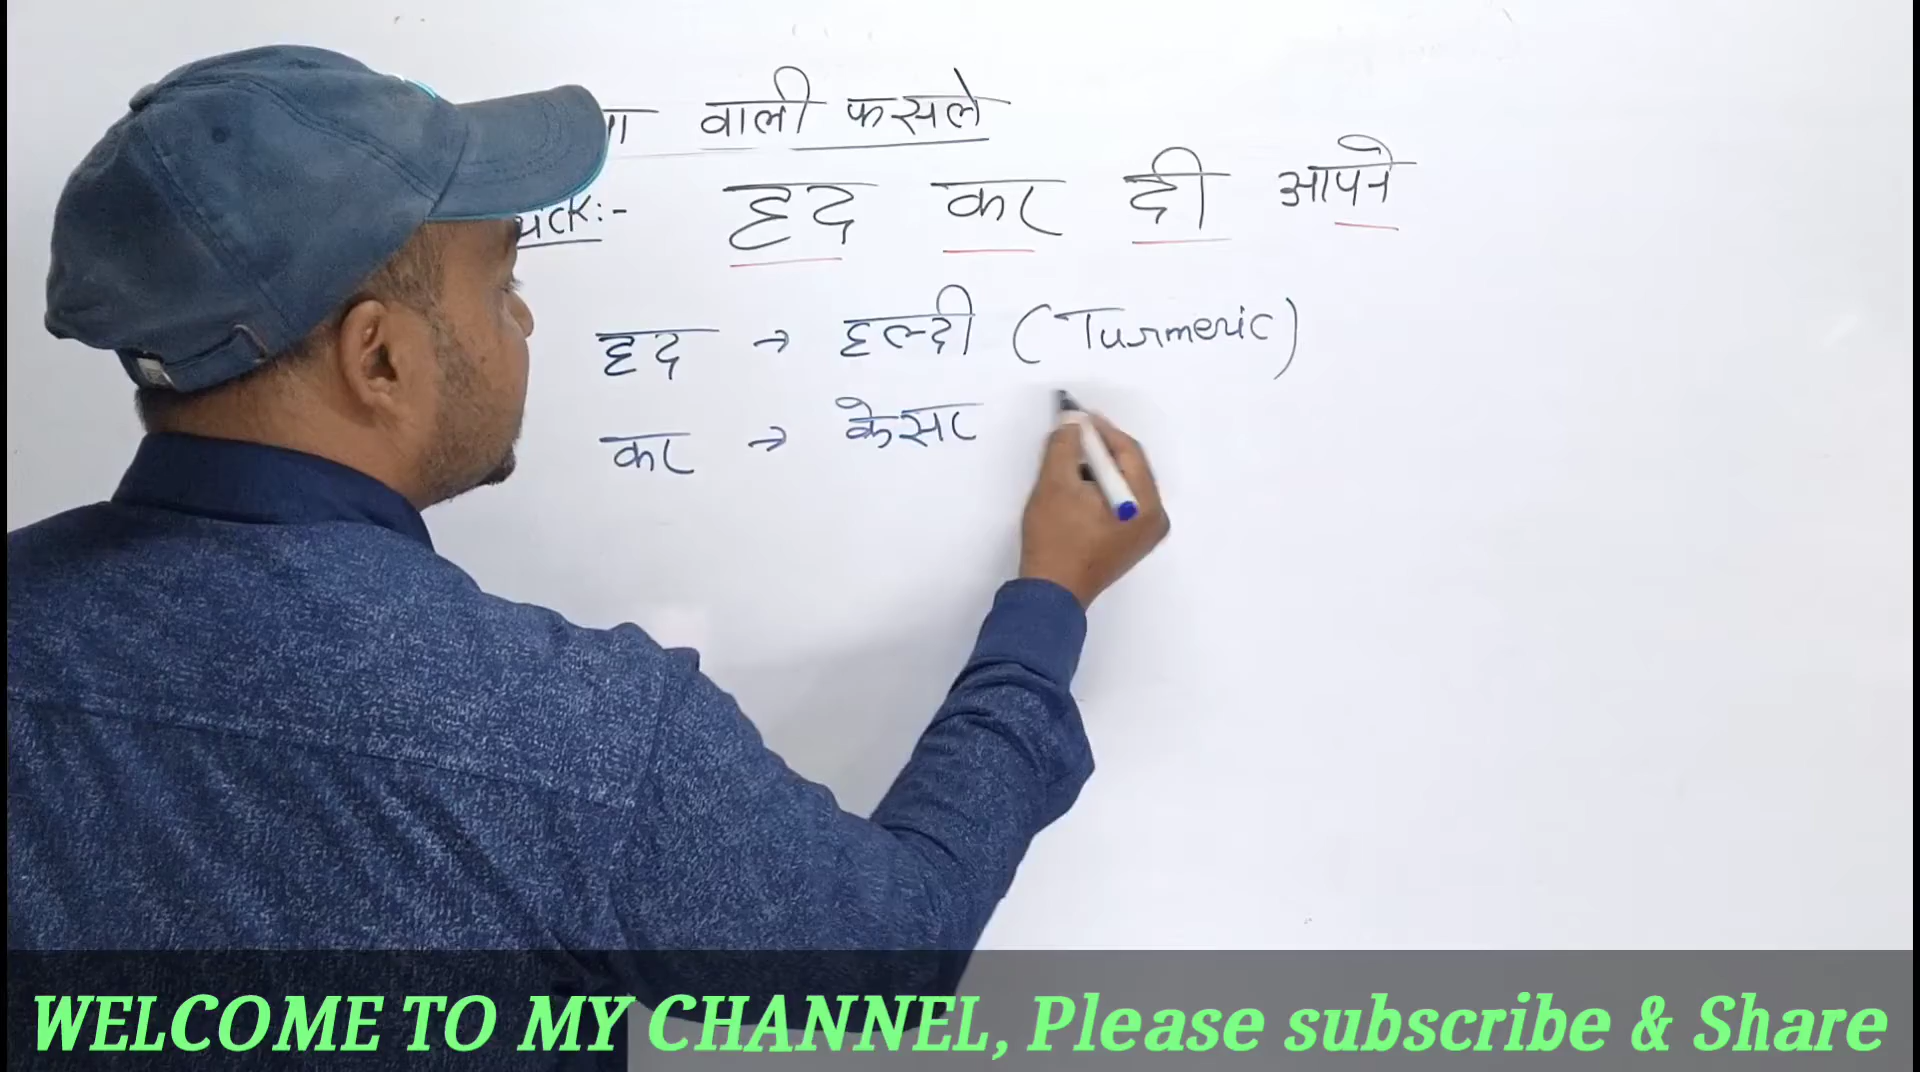 वाली फसले
हद कर दी आपने
हद → हल्दी (Turmeric)
कर → केसर
WELCOME TO MY CHANNEL, Please subscribe & Share